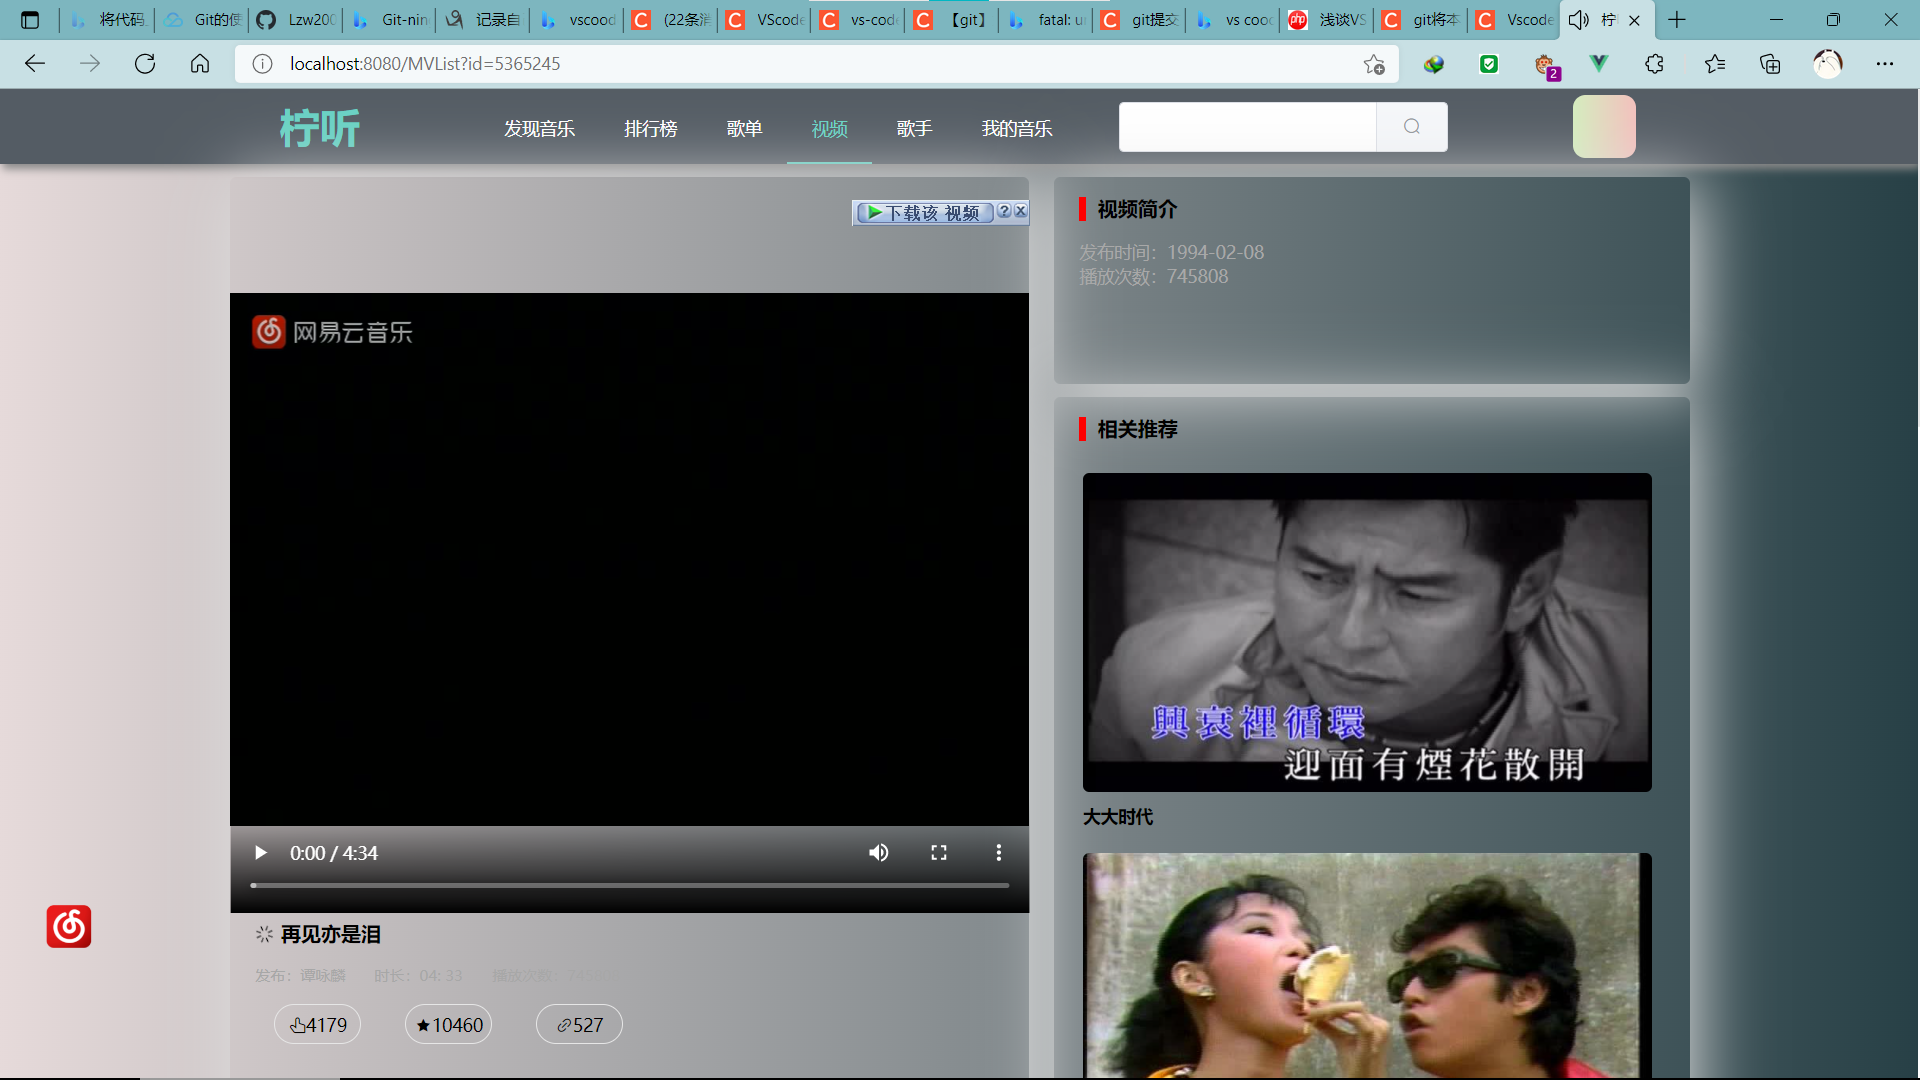 将代码
Git的使
Lzw200
Git-nin
记录自
vscood
(22条消
VScode
vs-code
【git】
fatal: u
git提交
vs cood
浅谈VS
git将本
Vscode
柠
localhost:8080/MVList?id=5365245
2
柠听
发现音乐
排行榜
歌单
视频
歌手
我的音乐
下载该 视频
网易云音乐
0:00 / 4:34
再见亦是泪
发布：谭咏麟 时长：04: 33 播放次数：745
4179
10460
527
视频简介
发布时间：1994-02-08
播放次数：745808
相关推荐
興衰裡循環
迎面有煙花散開
大大时代